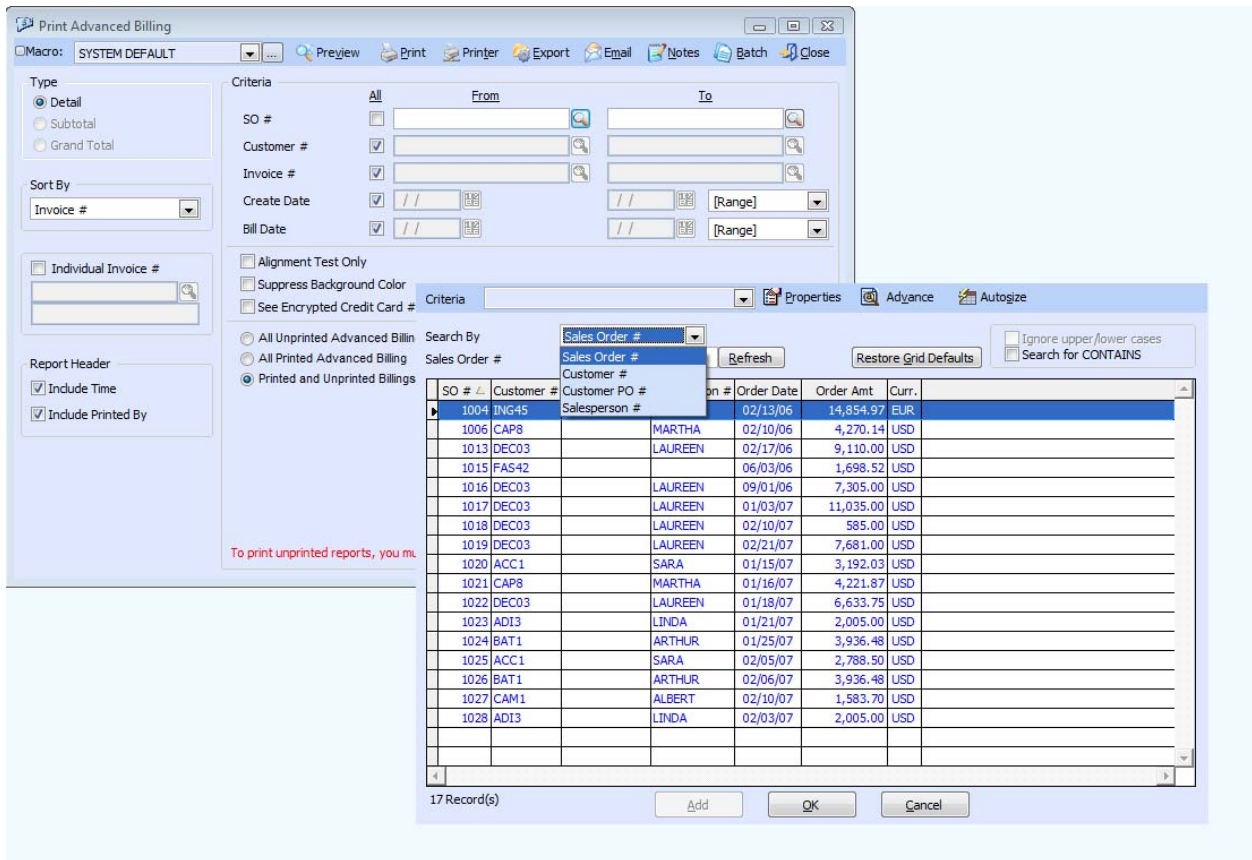 Print Advanced Billing
Macro: SYSTEM DEFAULT ... Preview Print Printer Export Email Notes Batch Close
Type
Detail
Subtotal
Grand Total
Sort By
Invoice #
Individual Invoice #
Report Header
Include Time
Include Printed By
Criteria
All From To
SO #
Customer #
Invoice #
Create Date / / / / [Range]
Bill Date / / / / [Range]
Alignment Test Only
Suppress Background Color
See Encrypted Credit Card #
All Unprinted Advanced Billin
All Printed Advanced Billing
Printed and Unprinted Billings
To print unprinted reports, you mu
Criteria Properties Advance Autosize
Search By Sales Order #
Sales Order # Refresh Restore Grid Defaults
Ignore upper/lower cases
Search for CONTAINS
Sales Order #
Customer #
Customer PO #
Salesperson #
SO # Customer # on # Order Date Order Amt Curr.
1004 ING45 02/13/06 14,854.97 EUR
1006 CAP8 MARTHA 02/10/06 4,270.14 USD
1013 DEC03 LAUREEN 02/17/06 9,110.00 USD
1015 FAS42 06/03/06 1,698.52 USD
1016 DEC03 LAUREEN 09/01/06 7,305.00 USD
1017 DEC03 LAUREEN 01/03/07 11,035.00 USD
1018 DEC03 LAUREEN 02/10/07 585.00 USD
1019 DEC03 LAUREEN 02/21/07 7,681.00 USD
1020 ACC1 SARA 01/15/07 3,192.03 USD
1021 CAP8 MARTHA 01/16/07 4,221.87 USD
1022 DEC03 LAUREEN 01/18/07 6,633.75 USD
1023 ADI3 LINDA 01/21/07 2,005.00 USD
1024 BAT1 ARTHUR 01/25/07 3,936.48 USD
1025 ACC1 SARA 02/05/07 2,788.50 USD
1026 BAT1 ARTHUR 02/06/07 3,936.48 USD
1027 CAM1 ALBERT 02/10/07 1,583.70 USD
1028 ADI3 LINDA 02/03/07 2,005.00 USD
17 Record(s) Add OK Cancel